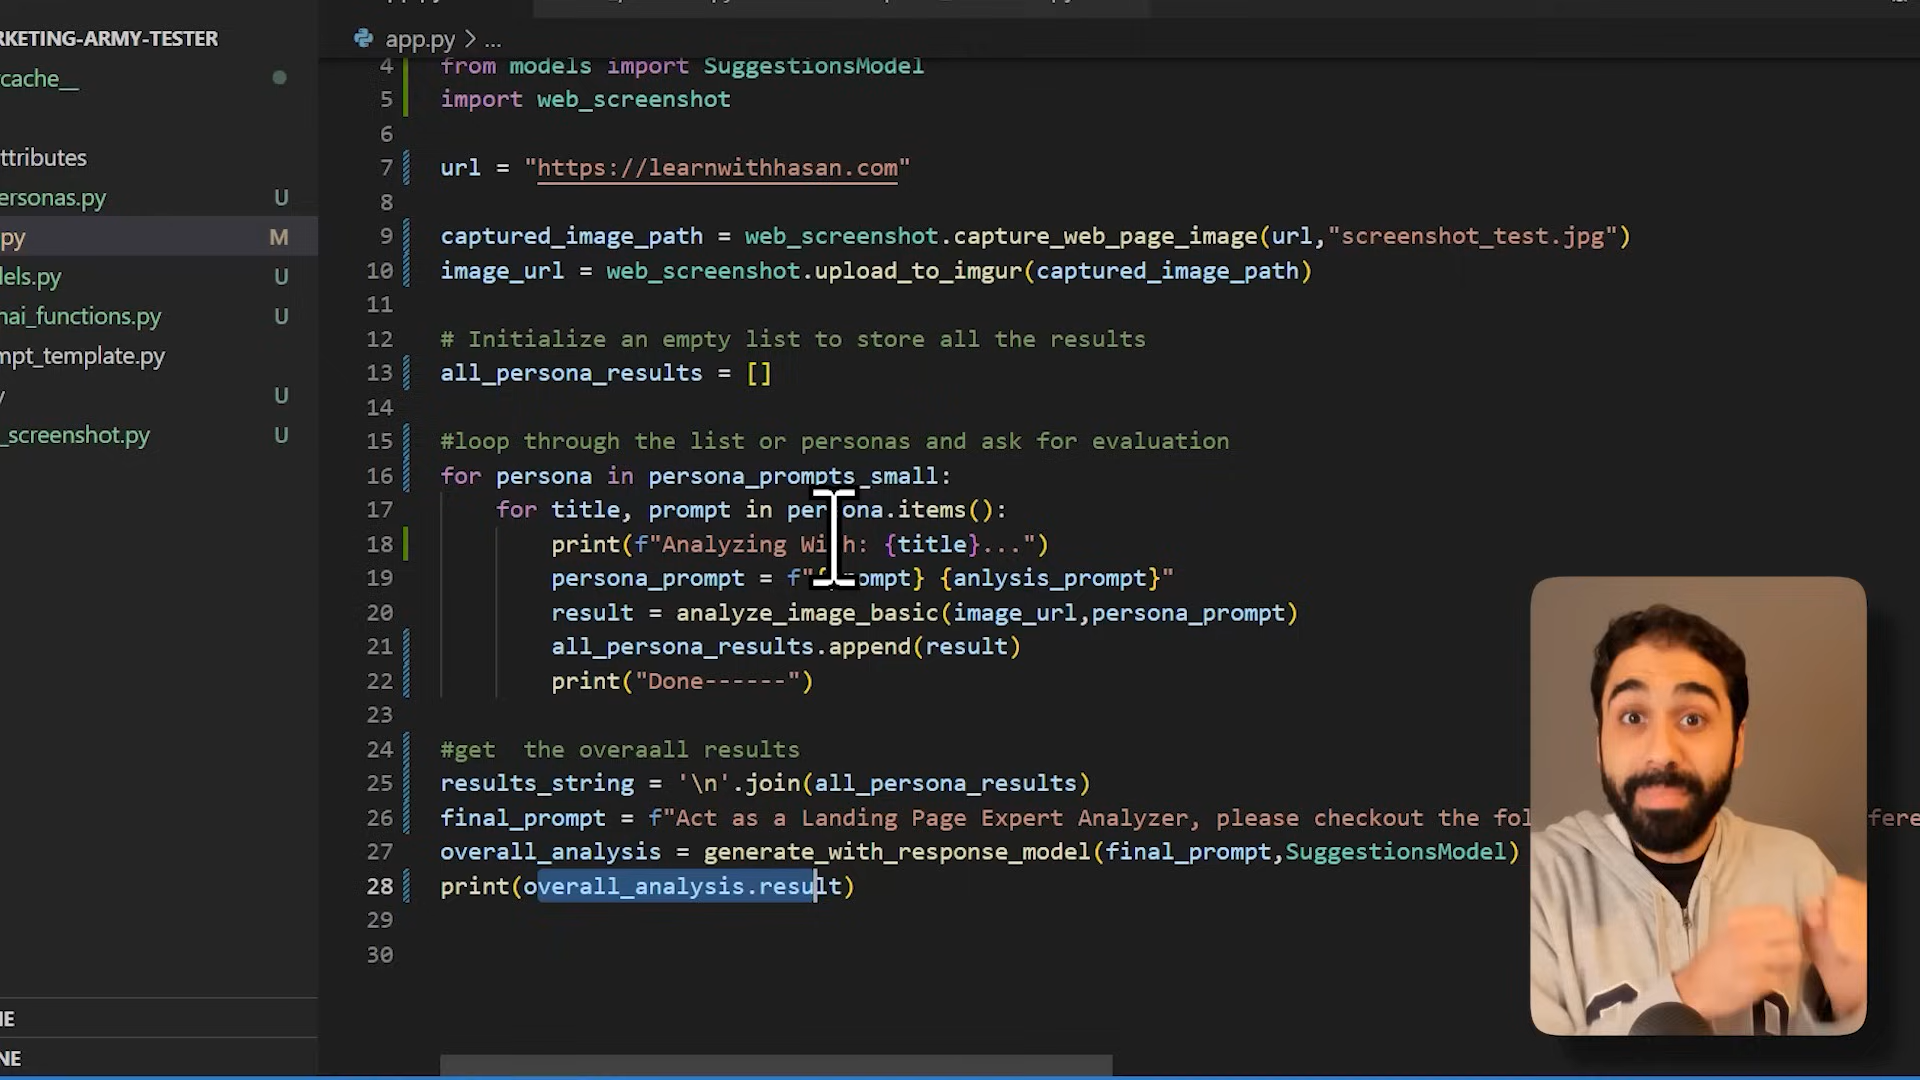 RKETING-ARMY-TESTER
cache__
ttributes
ersonas.py U
py M
els.py U
nai_functions.py U
mpt_template.py
U
_screenshot.py U
NE
app.py > ...
4 from models import SuggestionsModel
5 import web_screenshot
6
7 url = "https://learnwithhasan.com"
8
9 captured_image_path = web_screenshot.capture_web_page_image(url,"screenshot_test.jpg")
10 image_url = web_screenshot.upload_to_imgur(captured_image_path)
11
12 # Initialize an empty list to store all the results
13 all_persona_results = []
14
15 #loop through the list or personas and ask for evaluation
16 for persona in persona_prompts_small:
17 for title, prompt in persona.items():
18 print(f"Analyzing With: {title}...")
19 persona_prompt = f"{prompt} {anlysis_prompt}"
20 result = analyze_image_basic(image_url,persona_prompt)
21 all_persona_results.append(result)
22 print("Done------")
23
24 #get  the overaall results
25 results_string = '\n'.join(all_persona_results)
26 final_prompt = f"Act as a Landing Page Expert Analyzer, please checkout the fol fere
27 overall_analysis = generate_with_response_model(final_prompt,SuggestionsModel)
28 print(overall_analysis.result)
29
30